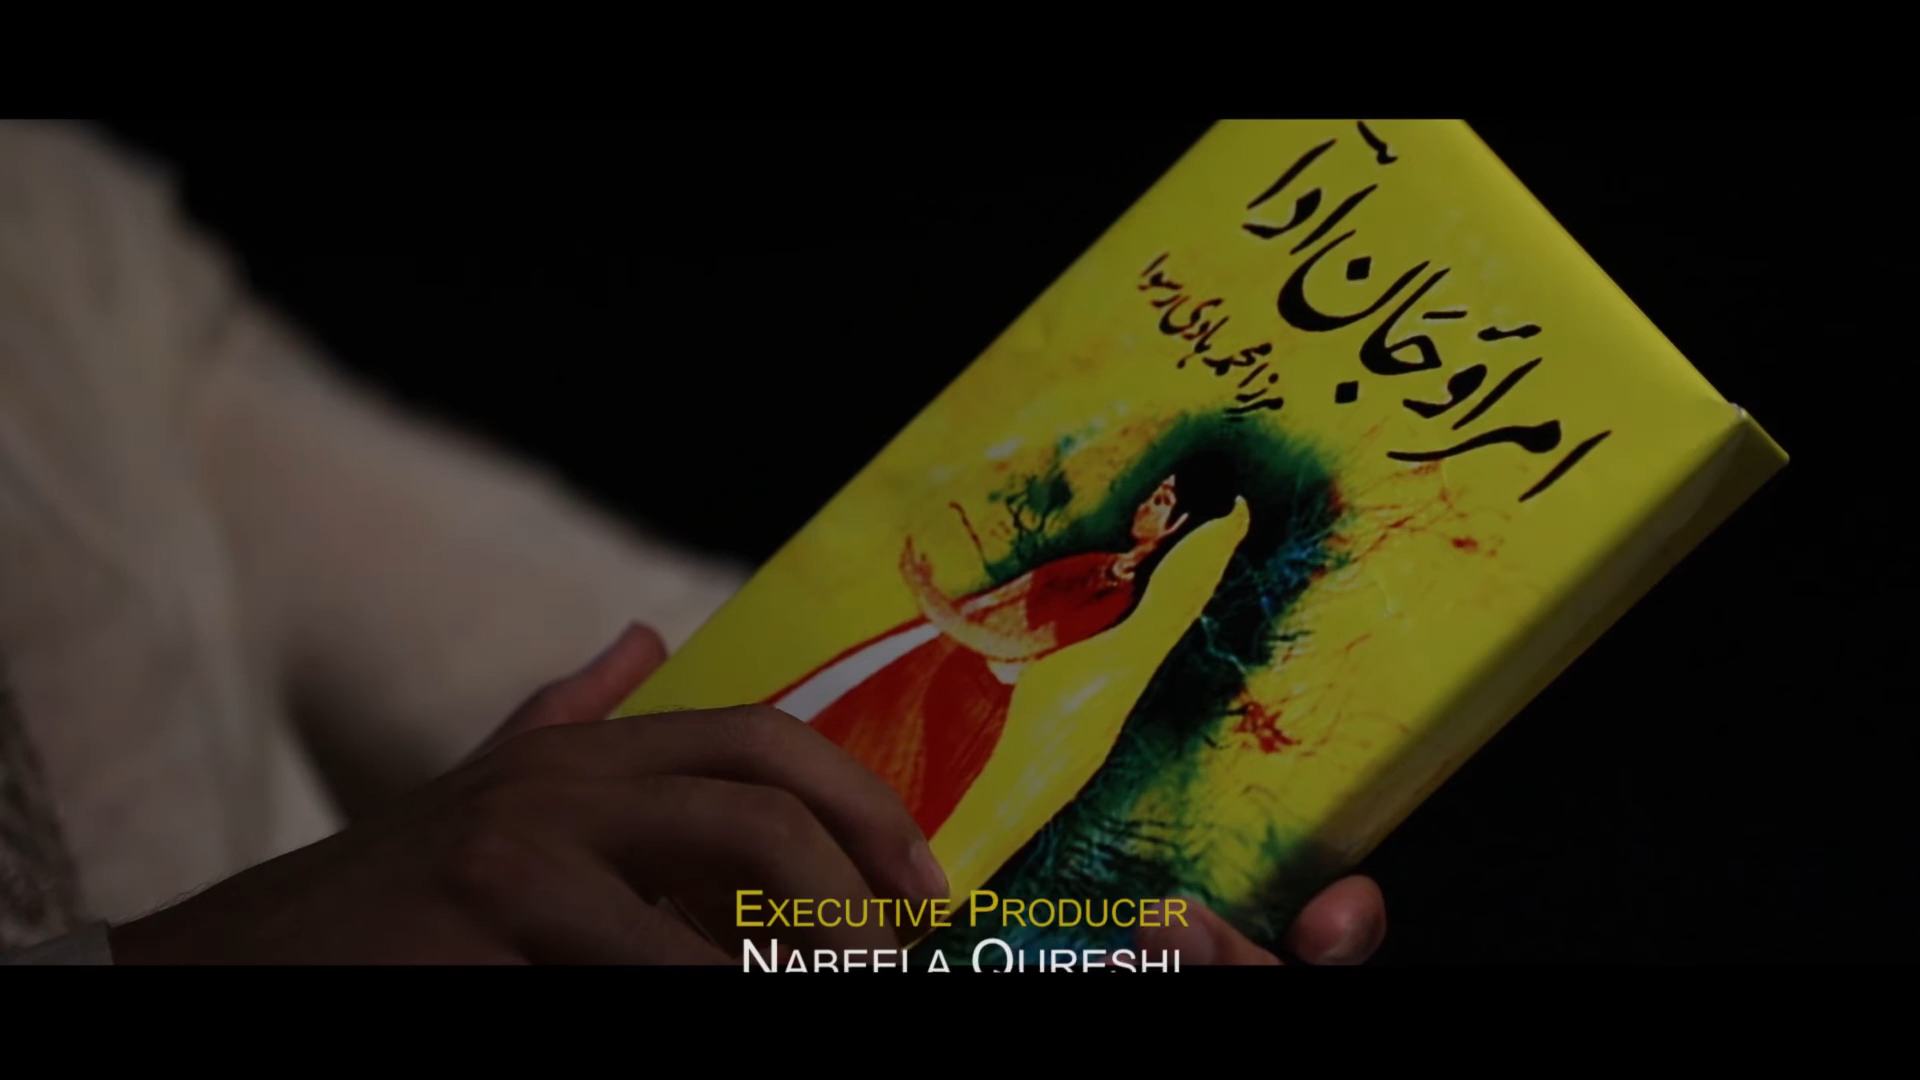 امراؤ جان ادا
مرزا محمد ہادی رسوا
EXECUTIVE PRODUCER
NABEELA QURESHI